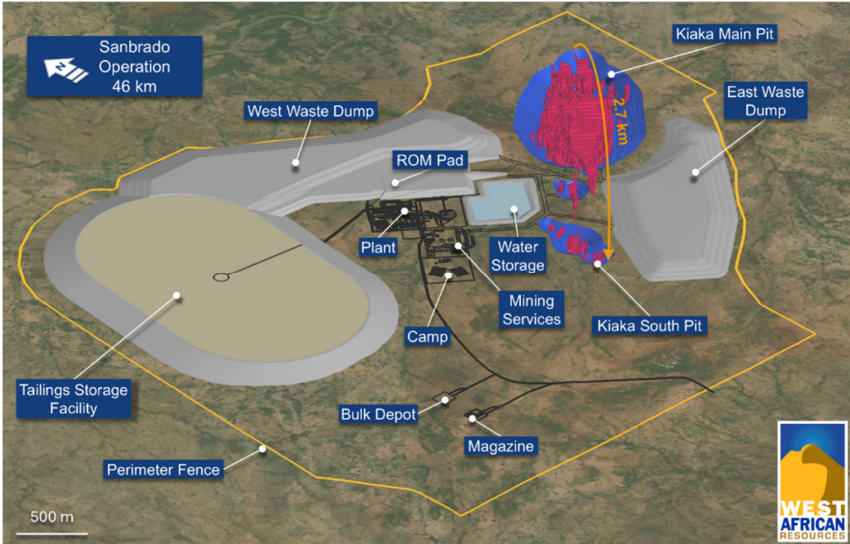 Sanbrado
Operation
46 km
N
Kiaka Main Pit
East Waste
Dump
West Waste Dump
2.7 km
ROM Pad
Plant
Water
Storage
Mining
Services
Kiaka South Pit
Camp
Tailings Storage
Facility
Bulk Depot
Magazine
Perimeter Fence
500 m
WEST
AFRICAN
RESOURCES